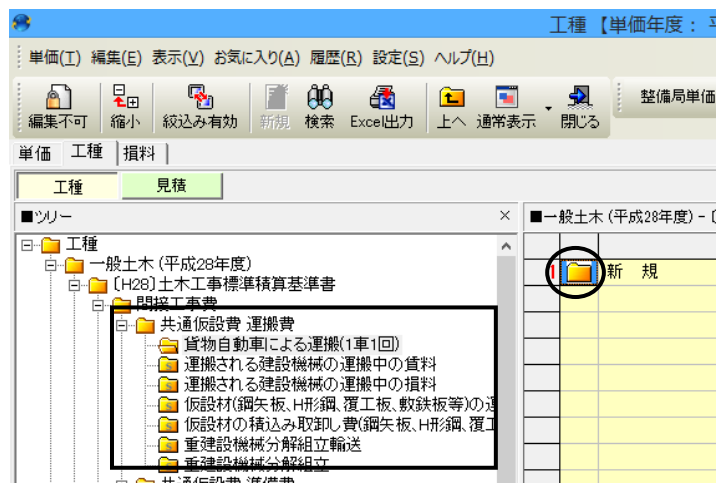 工種 【単価年度：
単価(T) 編集(E) 表示(V) お気に入り(A) 履歴(R) 設定(S) ヘルプ(H)
編集不可 縮小 絞込み有効 新規 検索 Excel出力 上へ 通常表示 閉じる 整備局単価
単価 工種 損料
工種 見積
■ツリー × ■一般土木 (平成28年度) -
工種
一般土木 (平成28年度)
[H28]土木工事標準積算基準書
間接工事費
1 新 規
共通仮設費 運搬費
貨物自動車による運搬(1車1回)
運搬される建設機械の運搬中の賃料
運搬される建設機械の運搬中の損料
仮設材(鋼矢板、H形鋼、覆工板、敷鉄板等)の運
仮設材の積込み取卸し費(鋼矢板、H形鋼、覆工
重建設機械分解組立輸送
重建設機械分解組立
共通仮設費 準備費